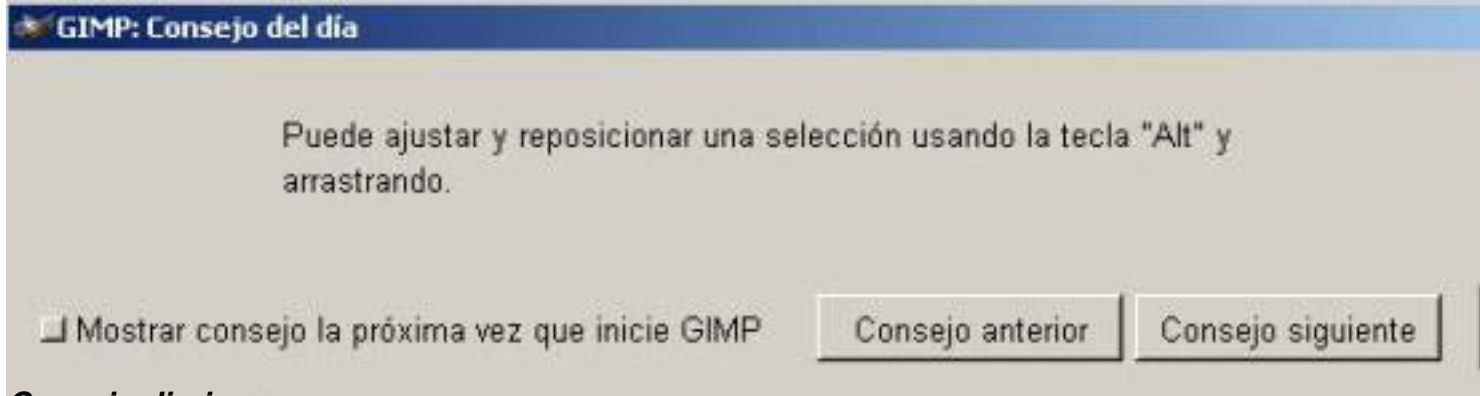 GIMP: Consejo del día
Puede ajustar y reposicionar una selección usando la tecla "Alt" y
arrastrando.
Mostrar consejo la próxima vez que inicie GIMP
Consejo anterior
Consejo siguiente